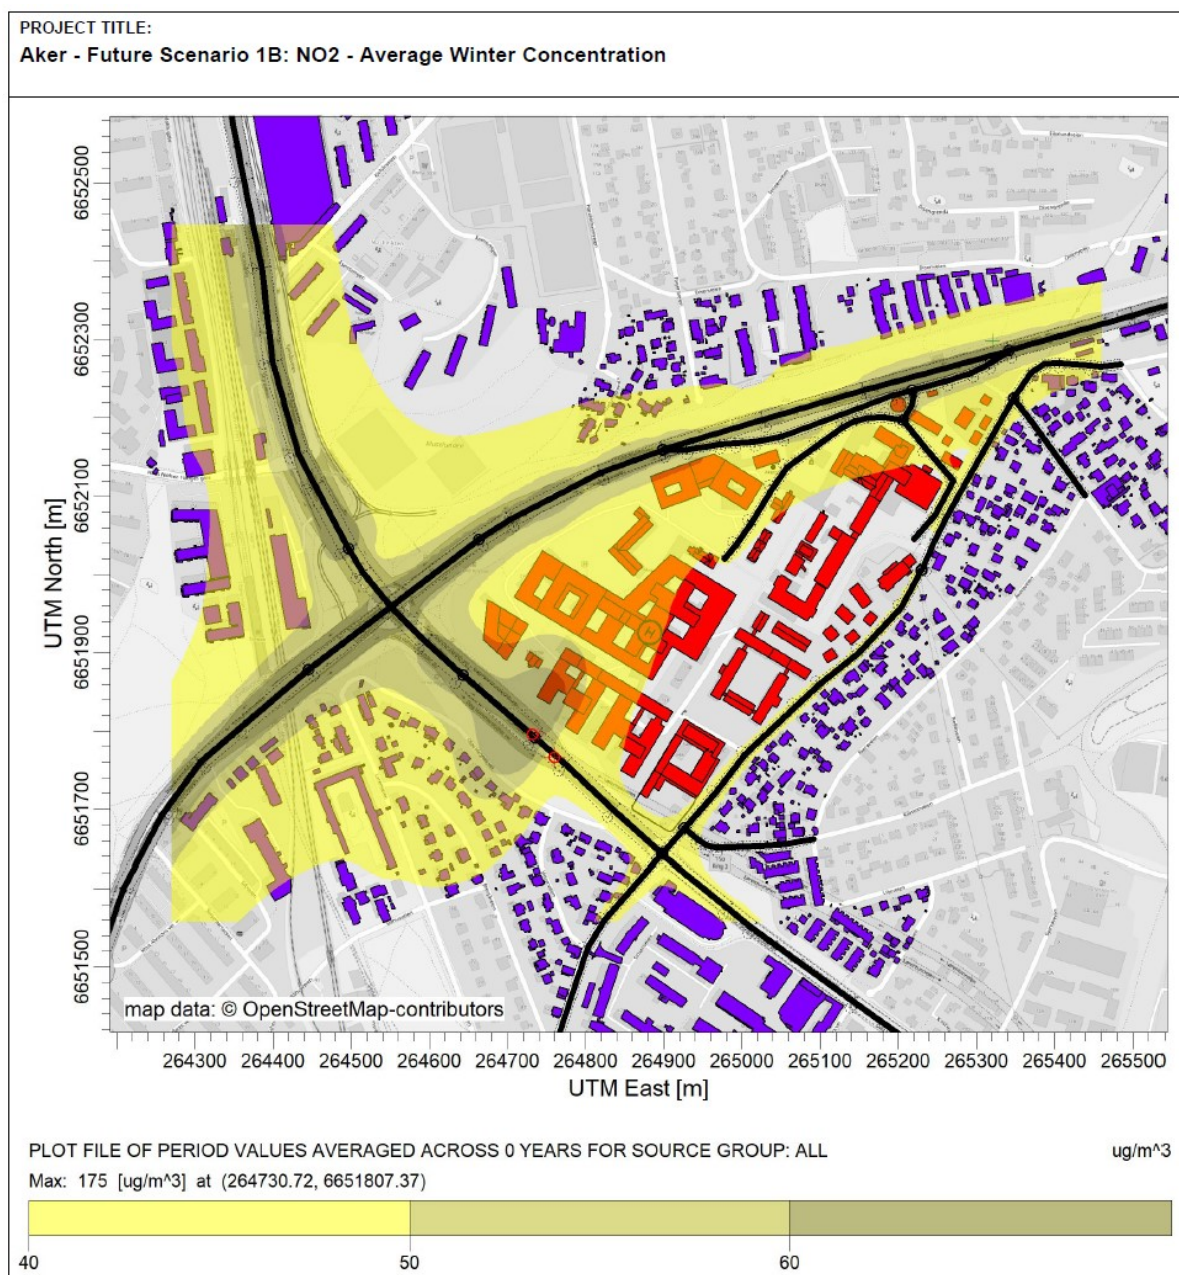 PROJECT TITLE:
Aker - Future Scenario 1B: NO2 - Average Winter Concentration
UTM North [m]
6652500
6652300
6652100
6651900
6651700
6651500
H
map data: © OpenStreetMap-contributors
264300 264400 264500 264600 264700 264800 264900 265000 265100 265200 265300 265400 265500
UTM East [m]
PLOT FILE OF PERIOD VALUES AVERAGED ACROSS 0 YEARS FOR SOURCE GROUP: ALL ug/m^3
Max: 175 [ug/m^3] at (264730.72, 6651807.37)
40 50 60